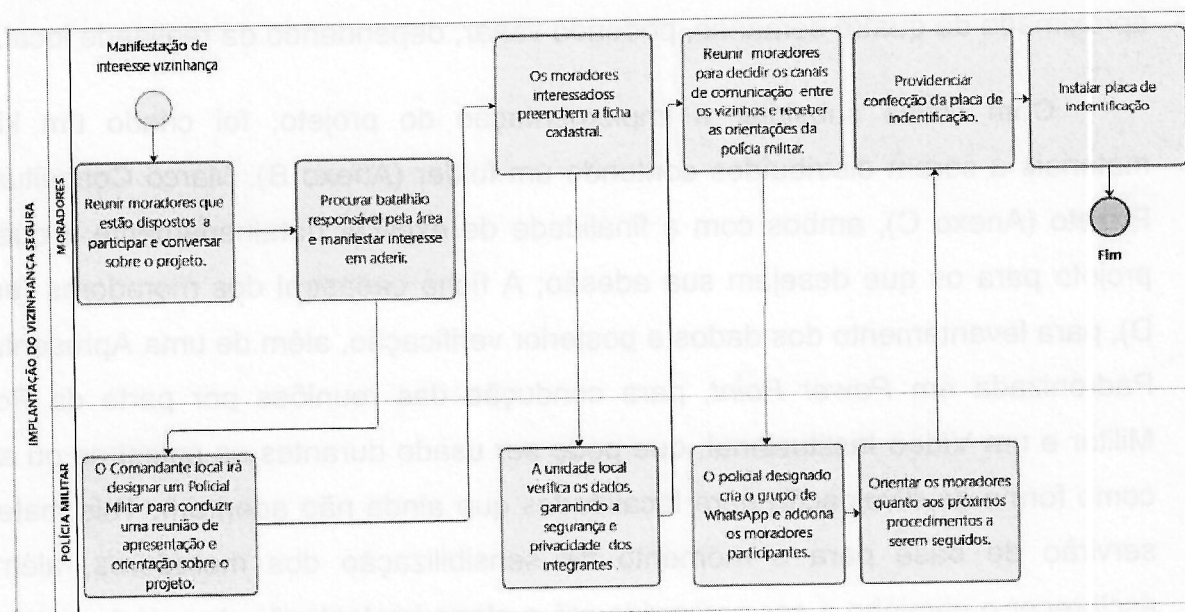 IMPLANTAÇÃO DO VIZINHANÇA SEGURA
MORADORES
Manifestação de
interesse vizinhança
Reunir moradores que
estão dispostos a
participar e conversar
sobre o projeto.
Procurar batalhão
responsável pela área
e manifestar interesse
em aderir.
Os moradores
interessadoss
preenchem a ficha
cadastral.
Reunir moradores
para decidir os canais
de comunicação entre
os vizinhos e receber
as orientações da
polícia militar.
Providenciar
confecção da placa de
indentificação.
Instalar placa de
indentificação
Fim
POLÍCIA MILITAR
O Comandante local irá
designar um Policial
Militar para conduzir
uma reunião de
apresentação e
orientação sobre o
projeto.
A unidade local
verifica os dados,
garantindo a
segurança e
privacidade dos
integrantes.
O policial designado
cria o grupo de
WhatsApp e adiciona
os moradores
participantes.
Orientar os moradores
quanto aos próximos
procedimentos a
serem seguidos.